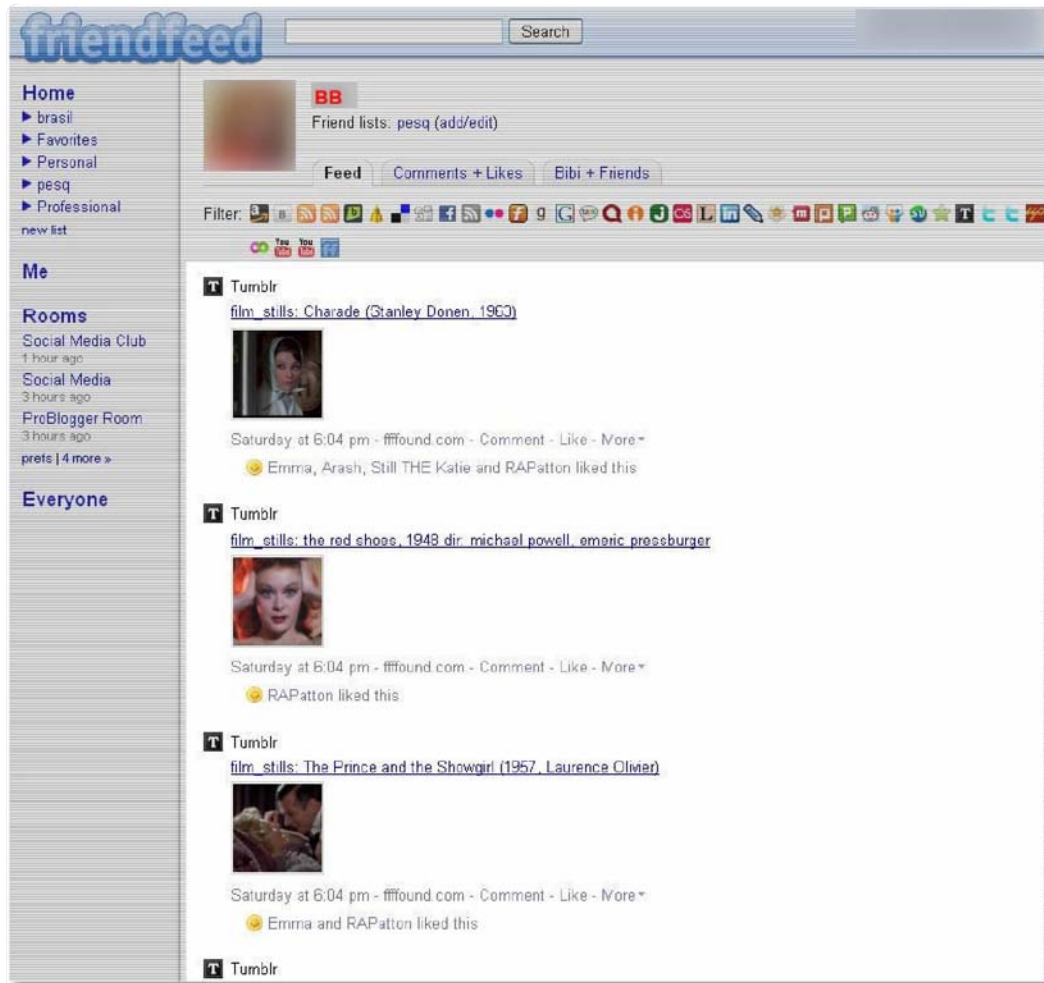 friendfeed
Search
Home
brasil
Favorites
Personal
pesq
Professional
new list
Me
Rooms
Social Media Club
1 hour ago
Social Media
3 hours ago
ProBlogger Room
3 hours ago
prefs | 4 more »
Everyone
BB
Friend lists: pesq (add/edit)
Feed Comments + Likes Bibi + Friends
Filter:
Tumblr
film_stills: Charade (Stanley Donen, 1963)
Saturday at 6:04 pm - ffffound.com - Comment - Like - More
Emma, Arash, Still THE Katie and RAPatton liked this
Tumblr
film_stills: the red shoes, 1948 dir. michael powell, emeric pressburger
Saturday at 6:04 pm - ffffound.com - Comment - Like - More
RAPatton liked this
Tumblr
film_stills: The Prince and the Showgirl (1957, Laurence Olivier)
Saturday at 6:04 pm - ffffound.com - Comment - Like - More
Emma and RAPatton liked this
Tumblr